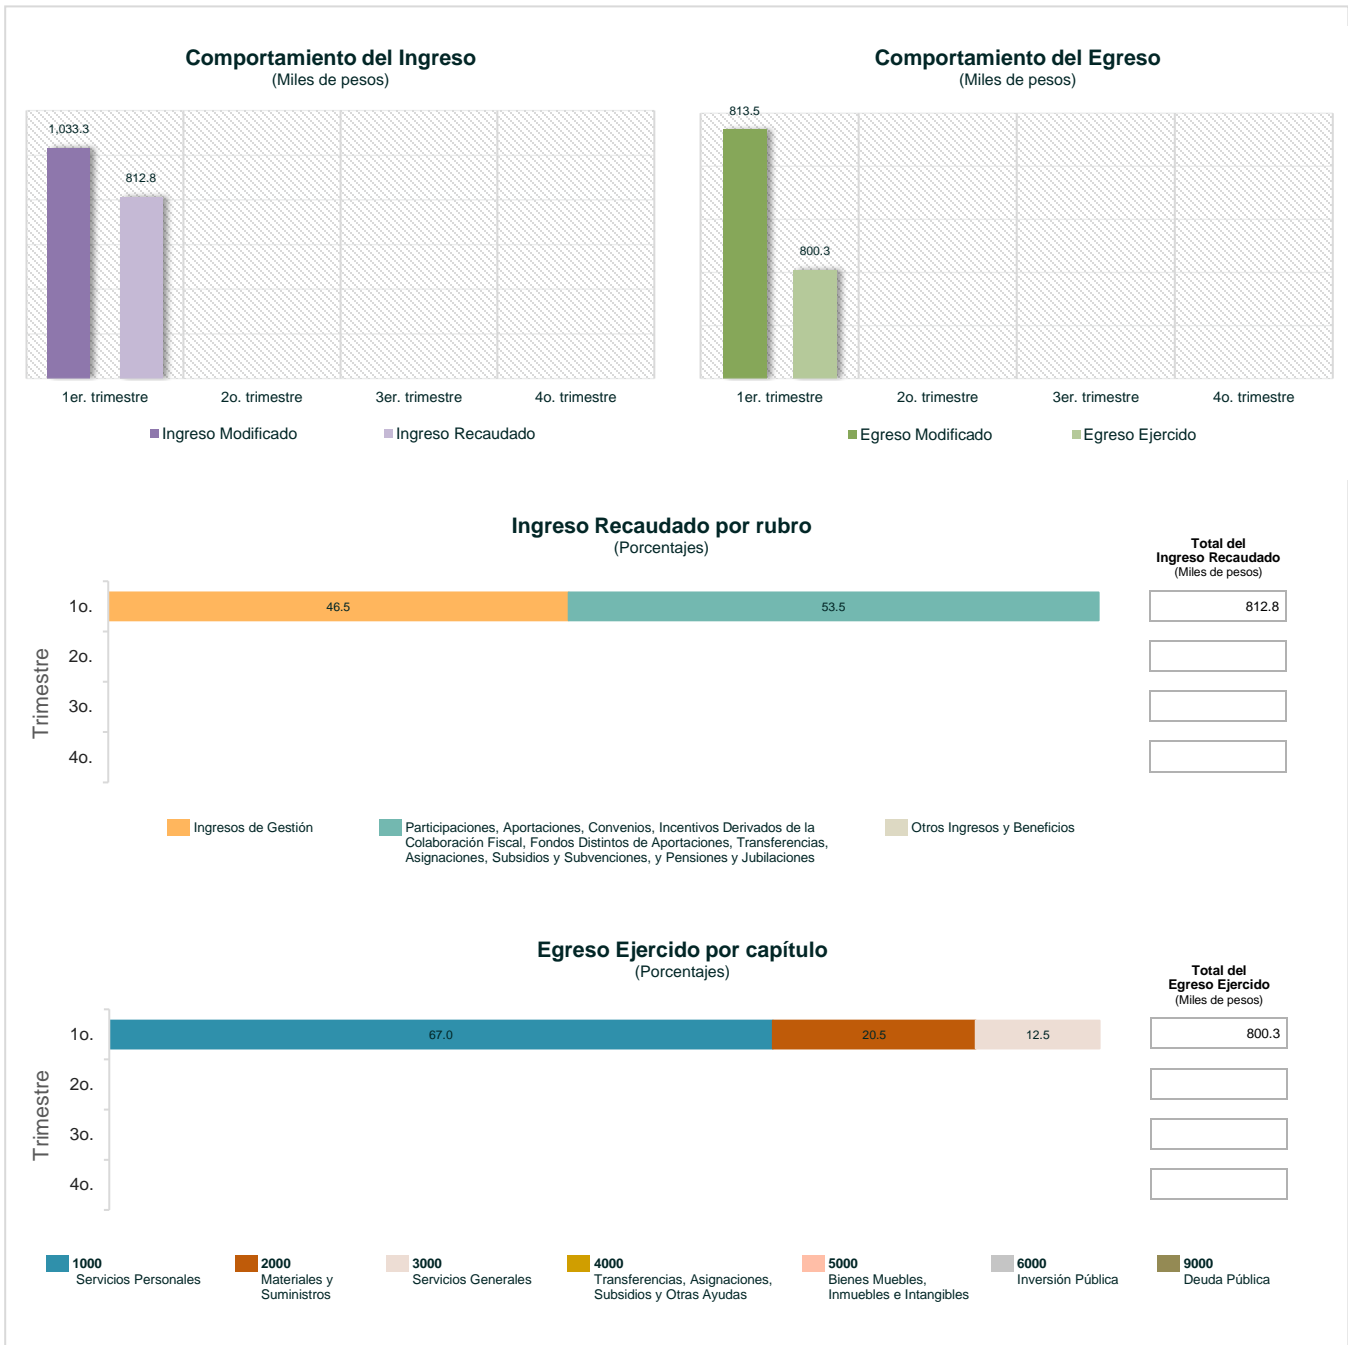 Comportamiento del Ingreso
(Miles de pesos)
1,033.3
812.8
1er. trimestre
2o. trimestre
3er. trimestre
4o. trimestre
Ingreso Modificado
Ingreso Recaudado
Comportamiento del Egreso
(Miles de pesos)
813.5
800.3
1er. trimestre
2o. trimestre
3er. trimestre
4o. trimestre
Egreso Modificado
Egreso Ejercido
Ingreso Recaudado por rubro
(Porcentajes)
Total del
Ingreso Recaudado
(Miles de pesos)
Trimestre
1o.
46.5
53.5
812.8
2o.
3o.
4o.
Ingresos de Gestión
Participaciones, Aportaciones, Convenios, Incentivos Derivados de la
Colaboración Fiscal, Fondos Distintos de Aportaciones, Transferencias,
Asignaciones, Subsidios y Subvenciones, y Pensiones y Jubilaciones
Otros Ingresos y Beneficios
Egreso Ejercido por capítulo
(Porcentajes)
Total del
Egreso Ejercido
(Miles de pesos)
Trimestre
1o.
67.0
20.5
12.5
800.3
2o.
3o.
4o.
1000
Servicios Personales
2000
Materiales y
Suministros
3000
Servicios Generales
4000
Transferencias, Asignaciones,
Subsidios y Otras Ayudas
5000
Bienes Muebles,
Inmuebles e Intangibles
6000
Inversión Pública
9000
Deuda Pública